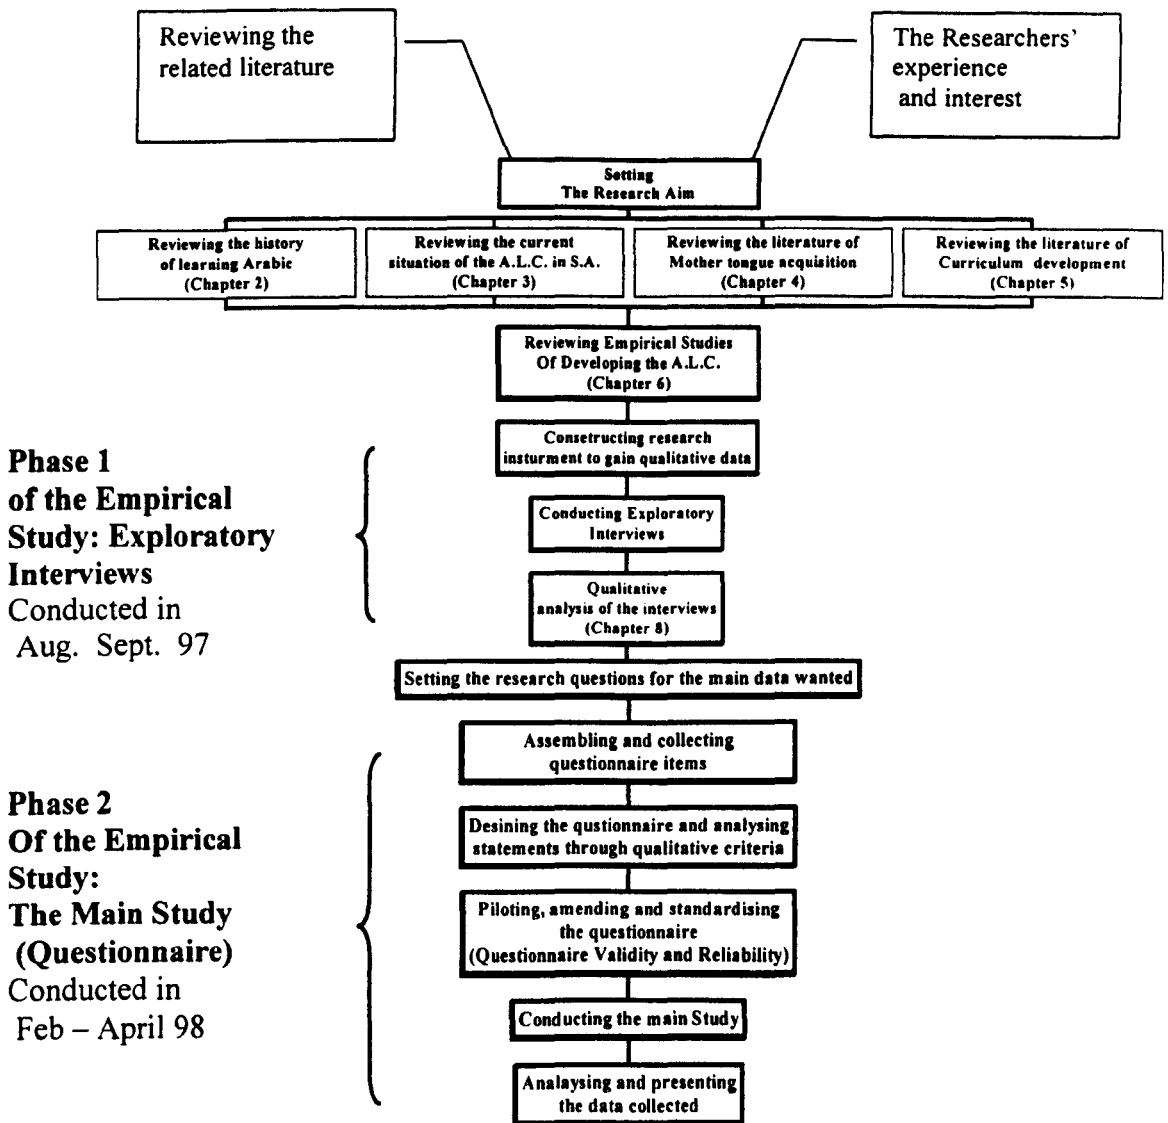 Reviewing the
related literature
The Researchers'
experience
and interest
Setting
The Research Aim
Reviewing the history
of learning Arabic
(Chapter 2)
Reviewing the current
situation of the A.L.C. in S.A.
(Chapter 3)
Reviewing the literature of
Mother tongue acquisition
(Chapter 4)
Reviewing the literature of
Curriculum development
(Chapter 5)
Reviewing Empirical Studies
Of Developing the A.L.C.
(Chapter 6)
Phase 1
of the Empirical
Study: Exploratory
Interviews
Conducted in
Aug. Sept. 97
Consetructing research
insturment to gain qualitative data
Conducting Exploratory
Interviews
Qualitative
analysis of the interviews
(Chapter 8)
Setting the research questions for the main data wanted
Phase 2
Of the Empirical
Study:
The Main Study
(Questionnaire)
Conducted in
Feb – April 98
Assembling and collecting
questionnaire items
Desining the qustionnaire and analysing
statements through qualitative criteria
Piloting, amending and standardising
the questionnaire
(Questionnaire Validity and Reliability)
Conducting the main Study
Analaysing and presenting
the data collected